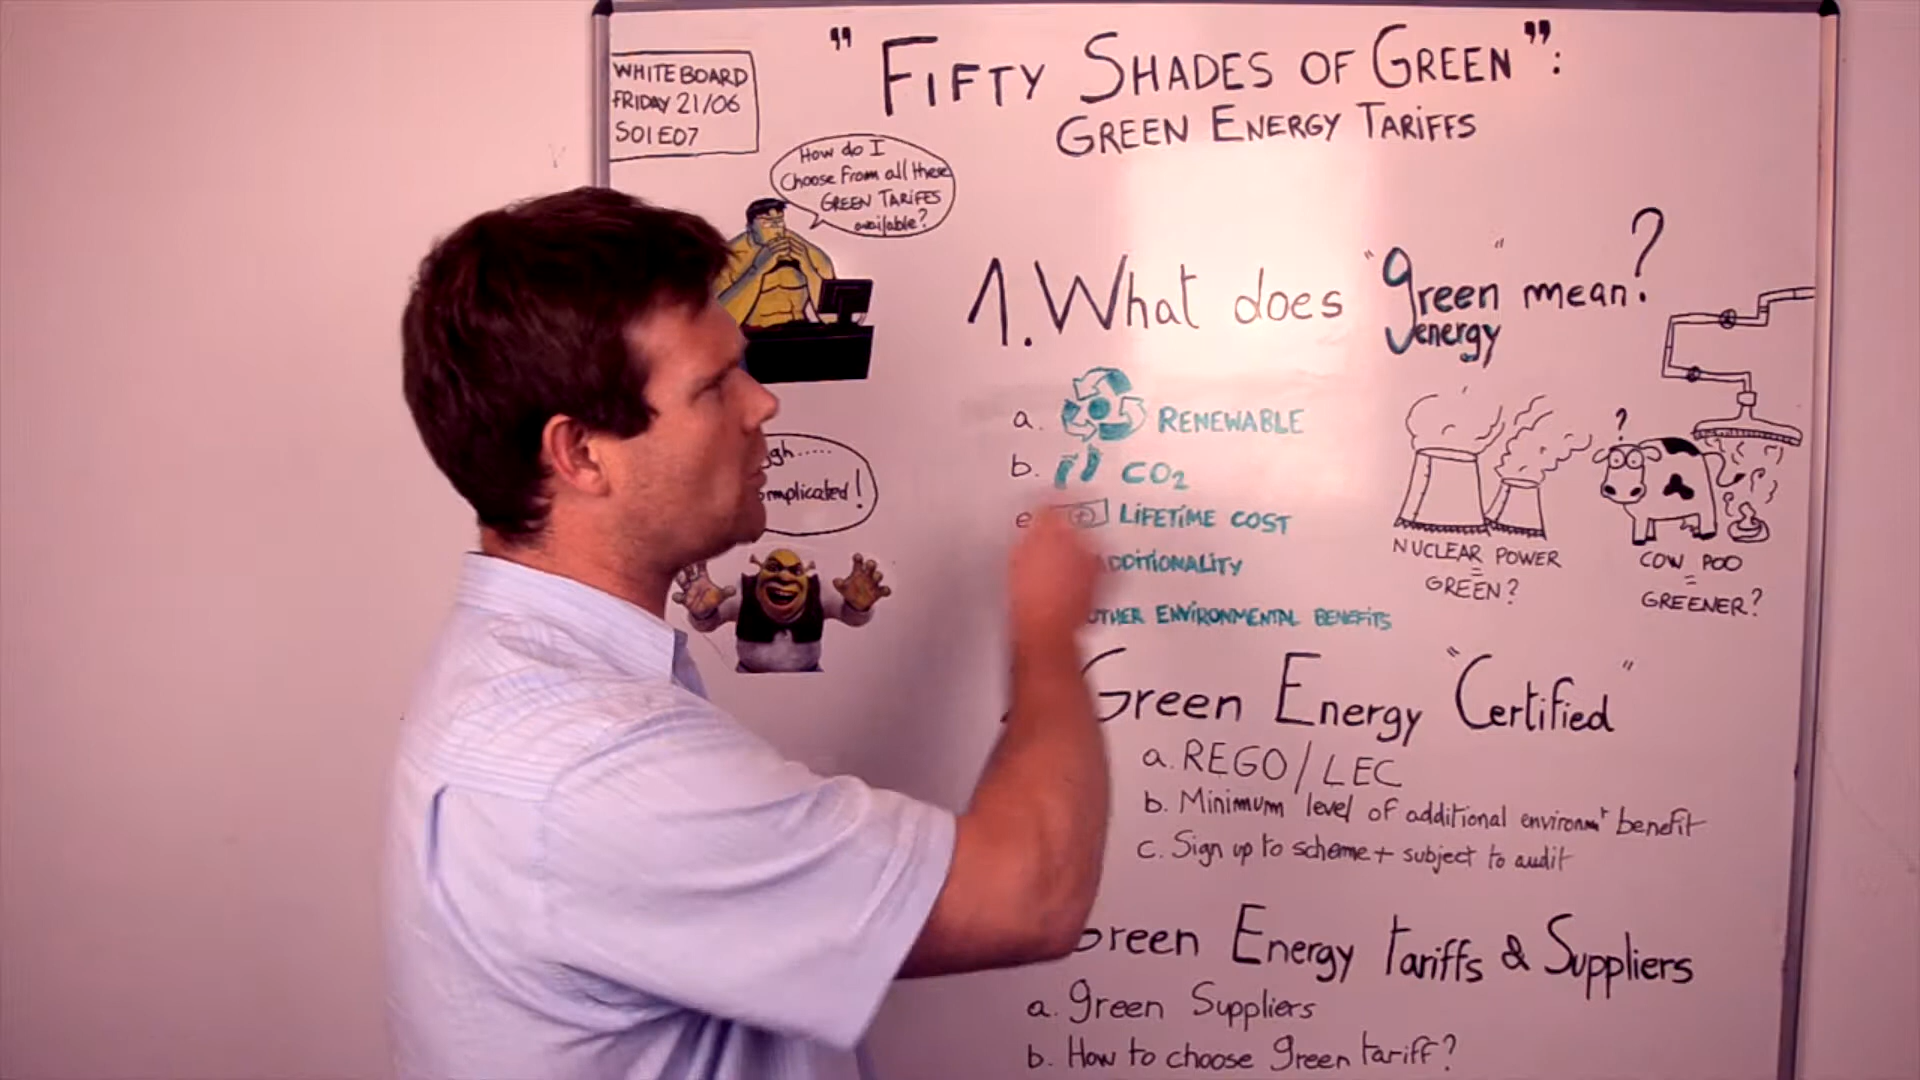 WHITEBOARD
FRIDAY 21/06
S01E07
" "FIFTY SHADES OF GREEN":
GREEN ENERGY TARIFFS
How do I
Choose from all these
GREEN TARIFFS
available?
1. What does "green" mean?
energy
a. RENEWABLE
b. CO2
LIFETIME COST
ADDITIONALITY
OTHER ENVIRONMENTAL BENEFITS
?
NUCLEAR POWER
=
GREEN?
COW POO
=
GREENER?
Green Energy "Certified"
a. REGO/LEC
b. Minimum level of additional environmt benefit
c. Sign up to scheme + subject to audit
Green Energy Tariffs & Suppliers
a. green Suppliers
b. How to choose green tariff?